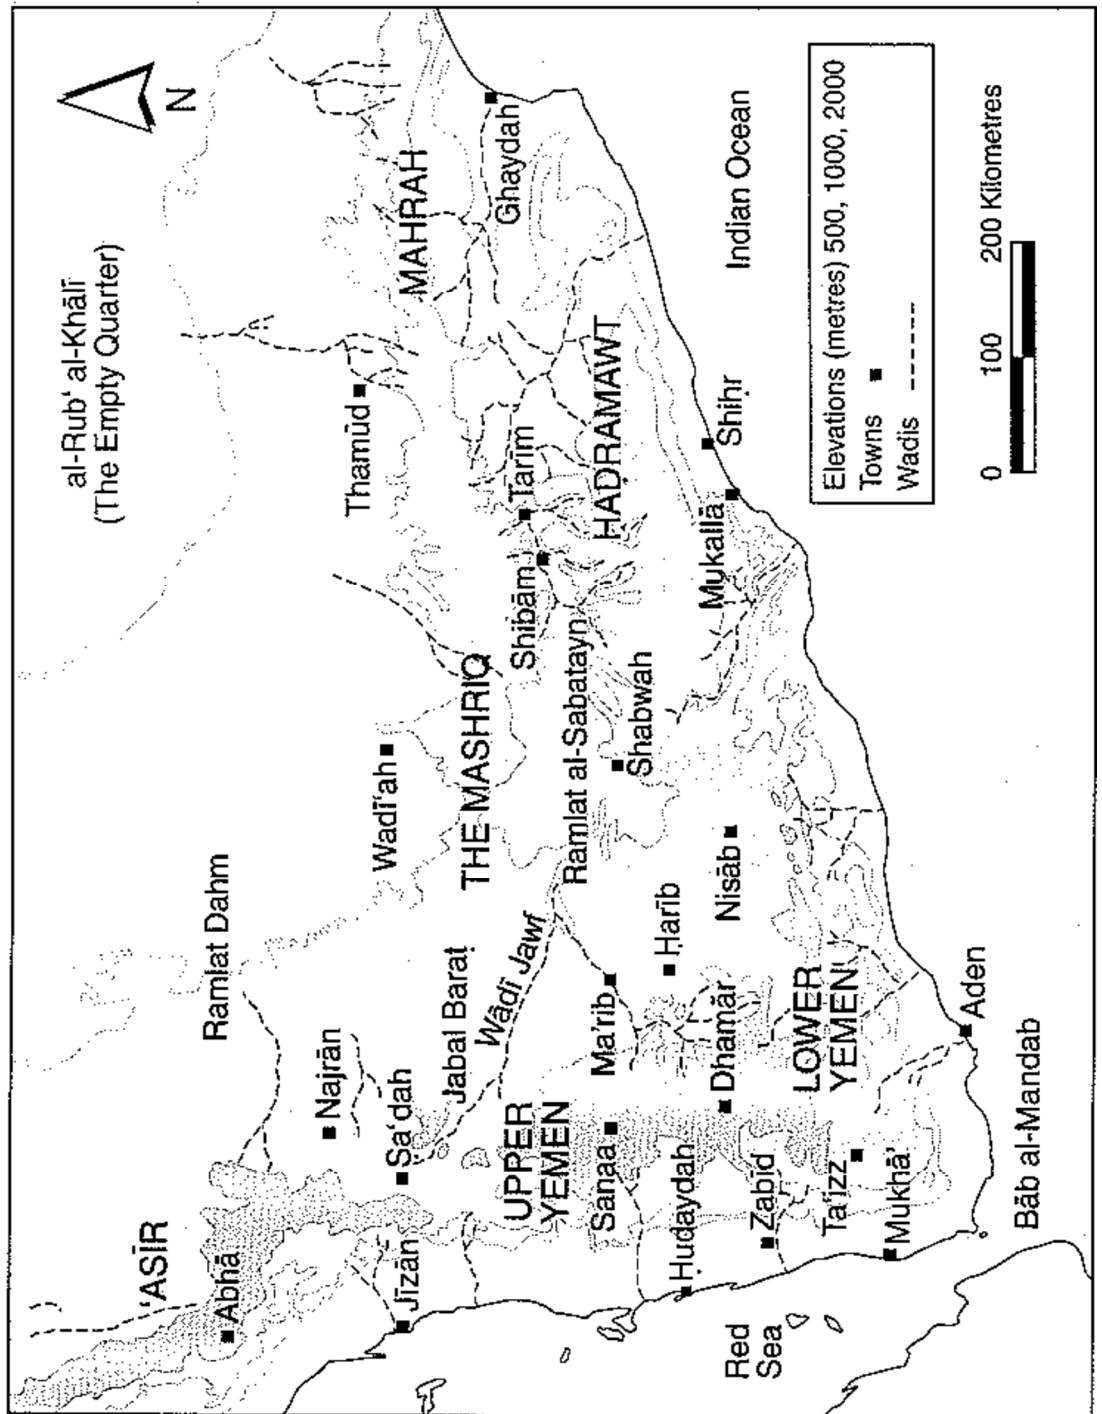 al-Rubʿ al-Khālī
(The Empty Quarter)
N
ʿASĪR
Abhā
Ramlat Dahm
Najrān
Wadīʿah
Thamūd
Jīzān
Saʿdah
MAHRAH
Jabal Baraṭ
THE MASHRIQ
Wādī Jawf
Ghaydah
UPPER
YEMEN
Shibām
Tarīm
Ramlat al-Sabatayn
ḤAḌRAMAWT
Sanaa
Maʾrib
Shabwah
Ḥudaydah
Ḥarīb
Mukallā
Shiḥr
Indian Ocean
Red
Sea
Zabīd
Dhamār
Nisāb
LOWER
YEMEN
Taʿizz
Mukhāʾ
Aden
Bāb al-Mandab
Elevations (metres) 500, 1000, 2000
Towns
Wadis
0 100 200 Kilometres